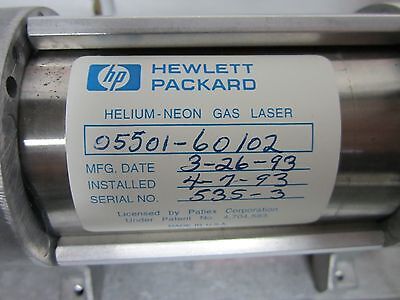 hp HEWLETT
PACKARD
HELIUM-NEON GAS LASER
05501-60102
MFG. DATE 3-26-93
INSTALLED 4-7-93
SERIAL NO. 535-3
Licensed by Patlex Corporation
Under Patent No. 4,704,583
MADE IN U.S.A.